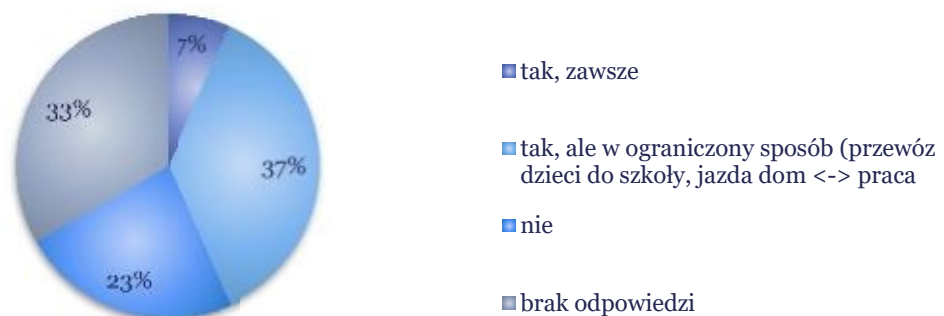 7%
33%
37%
23%
tak, zawsze
tak, ale w ograniczony sposób (przewóz
dzieci do szkoły, jazda dom <-> praca
nie
brak odpowiedzi